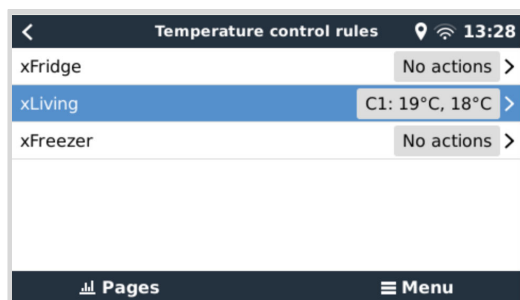 Temperature control rules 13:28
xFridge No actions
xLiving C1: 19°C, 18°C
xFreezer No actions
Pages Menu